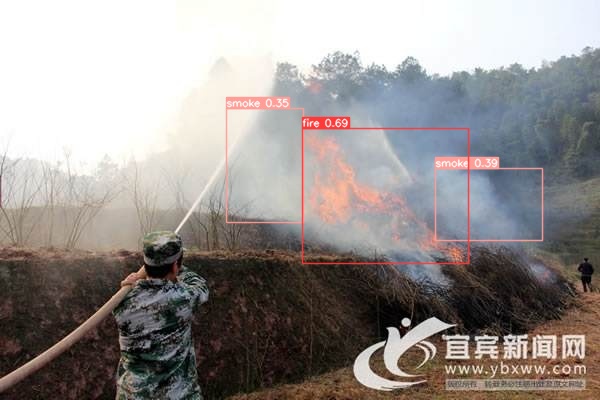 smoke 0.35
fire 0.69
smoke 0.39
宜宾新闻网
www.ybxww.com